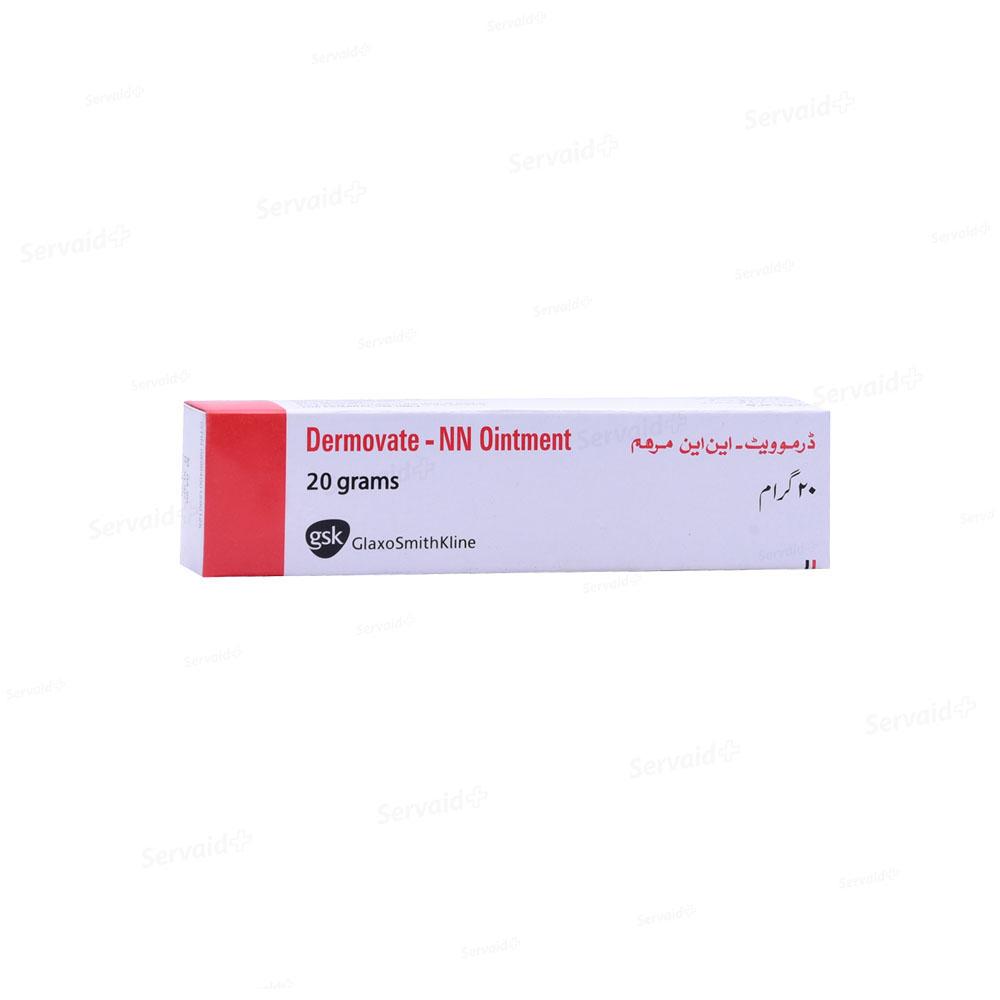 Dermovate - NN Ointment
ڈرموویٹ۔این این مرہم
20 grams
۲۰ گرام
gsk GlaxoSmithKline
Servaid